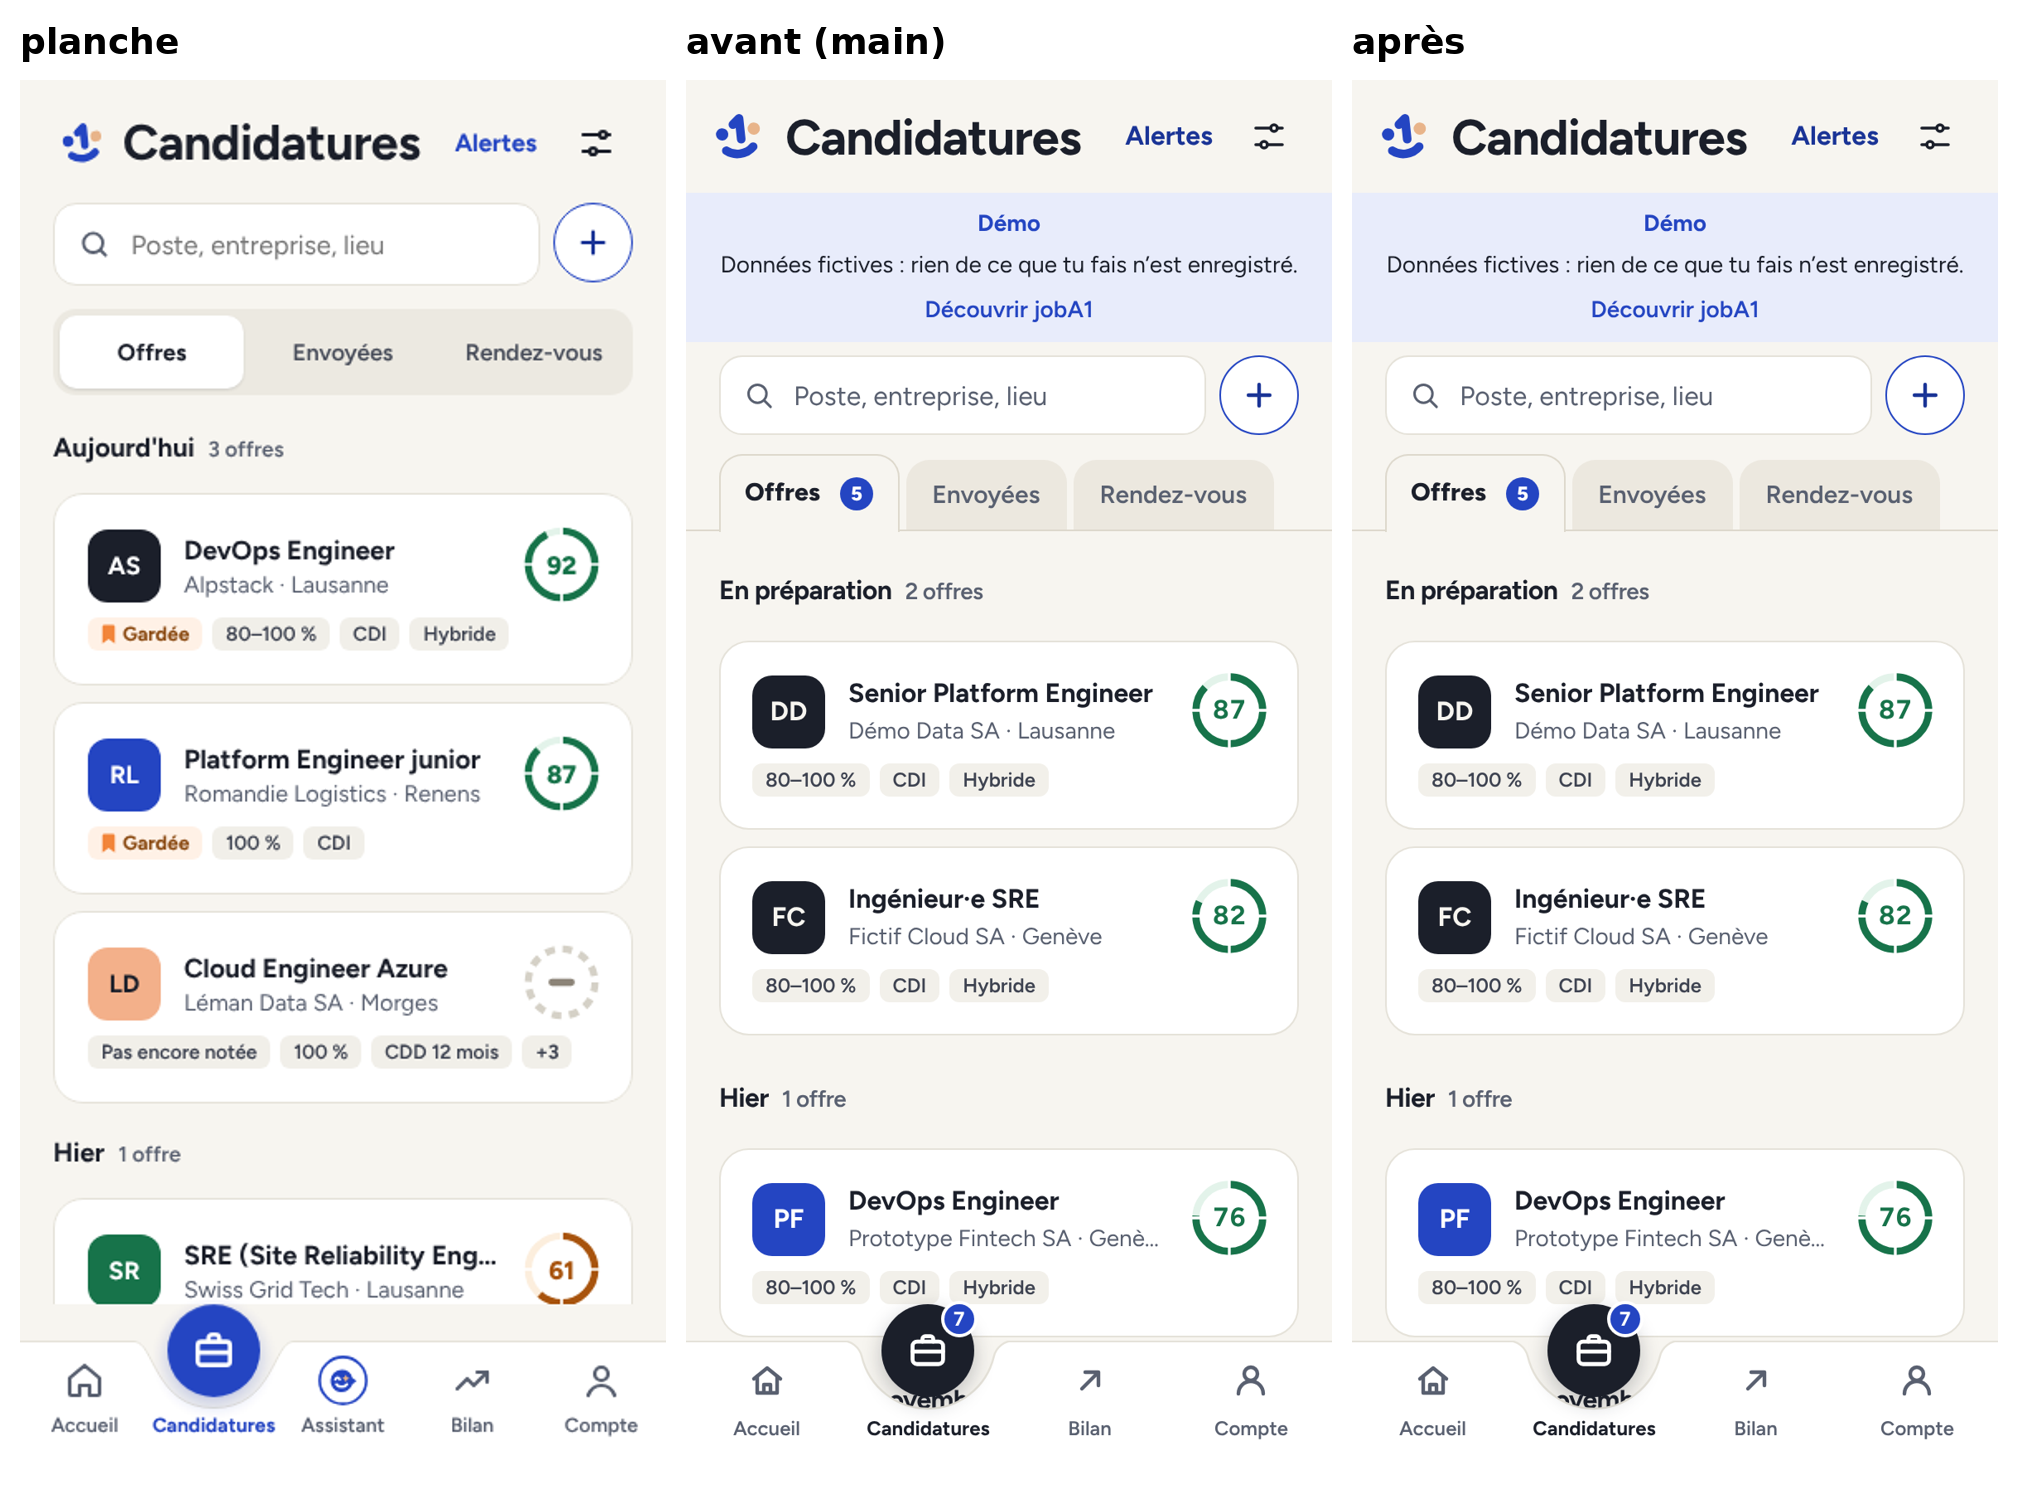 planche
Candidatures Alertes
Poste, entreprise, lieu
Offres Envoyées Rendez-vous
Aujourd'hui 3 offres
AS DevOps Engineer 92
Alpstack · Lausanne
Gardée 80–100 % CDI Hybride
RL Platform Engineer junior 87
Romandie Logistics · Renens
Gardée 100 % CDI
LD Cloud Engineer Azure
Léman Data SA · Morges
Pas encore notée 100 % CDD 12 mois +3
Hier 1 offre
SR SRE (Site Reliability Eng... 61
Swiss Grid Tech · Lausanne
Accueil Candidatures Assistant Bilan Compte
avant (main)
Candidatures Alertes
Démo
Données fictives : rien de ce que tu fais n’est enregistré.
Découvrir jobA1
Poste, entreprise, lieu
Offres 5 Envoyées Rendez-vous
En préparation 2 offres
DD Senior Platform Engineer 87
Démo Data SA · Lausanne
80–100 % CDI Hybride
FC Ingénieur·e SRE 82
Fictif Cloud SA · Genève
80–100 % CDI Hybride
Hier 1 offre
PF DevOps Engineer 76
Prototype Fintech SA · Genè...
80–100 % CDI Hybride
7
Accueil Candidatures Bilan Compte
après
Candidatures Alertes
Démo
Données fictives : rien de ce que tu fais n’est enregistré.
Découvrir jobA1
Poste, entreprise, lieu
Offres 5 Envoyées Rendez-vous
En préparation 2 offres
DD Senior Platform Engineer 87
Démo Data SA · Lausanne
80–100 % CDI Hybride
FC Ingénieur·e SRE 82
Fictif Cloud SA · Genève
80–100 % CDI Hybride
Hier 1 offre
PF DevOps Engineer 76
Prototype Fintech SA · Genè...
80–100 % CDI Hybride
7
Accueil Candidatures Bilan Compte